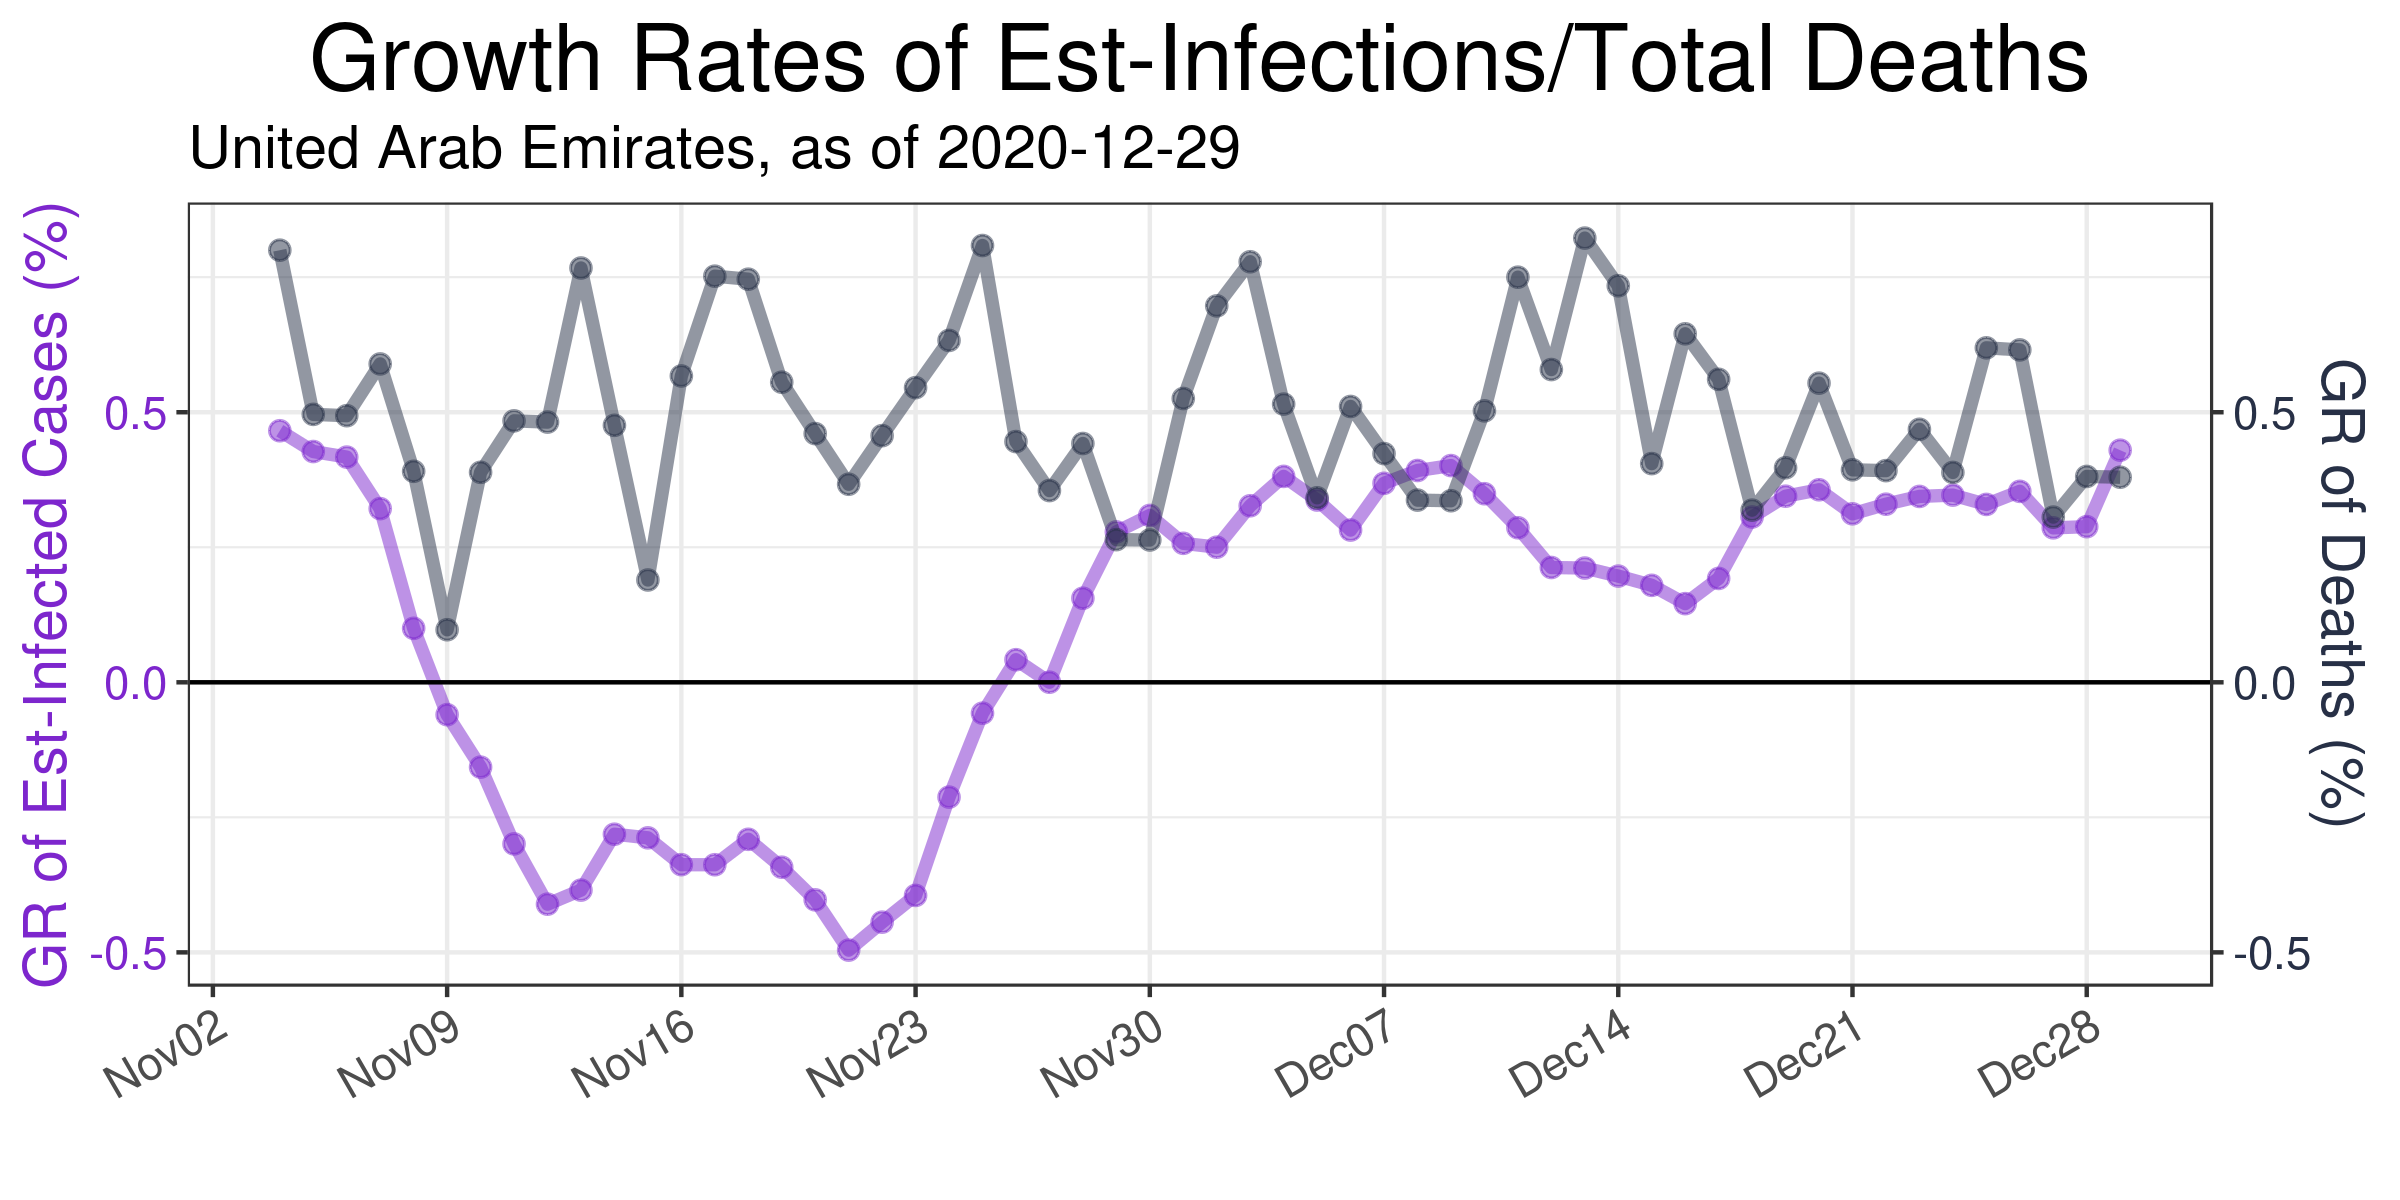 Growth Rates of Est-Infections/Total Deaths
United Arab Emirates, as of 2020-12-29
GR of Est-Infected Cases (%)
0.5
0.0
-0.5
0.5
0.0
-0.5
GR of Deaths (%)
Nov02
Nov09
Nov16
Nov23
Nov30
Dec07
Dec14
Dec21
Dec28